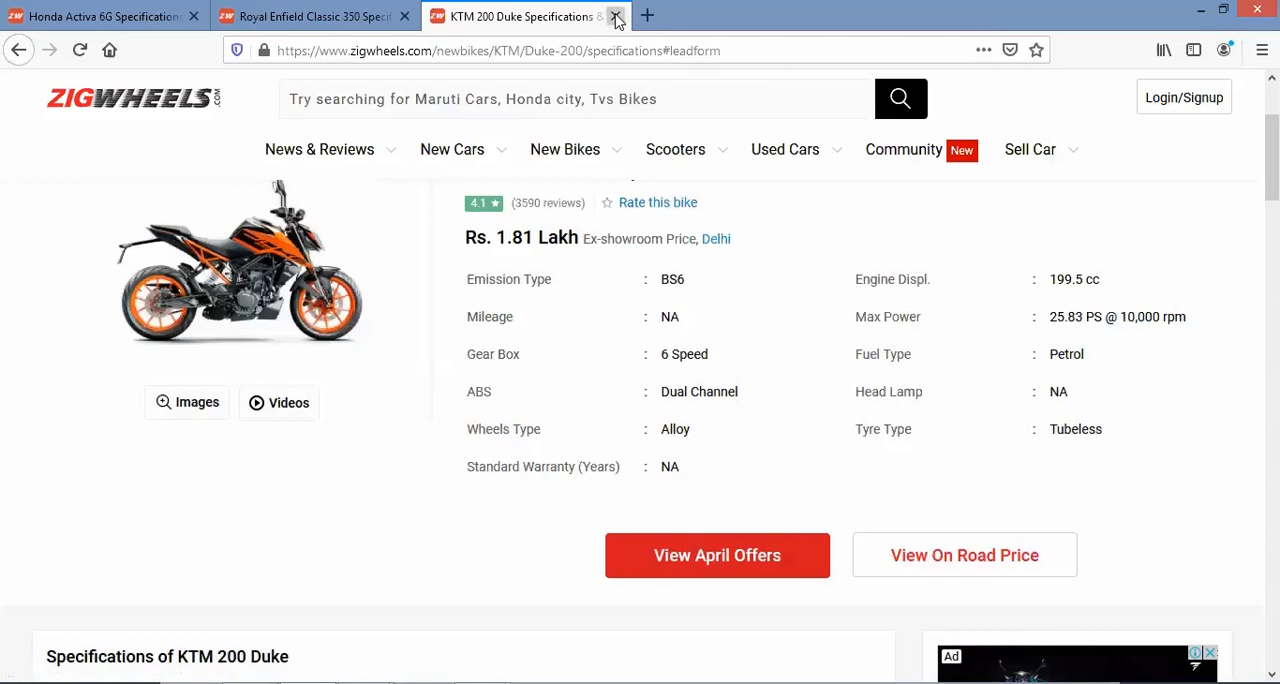 ZW Honda Activa 6G Specification
ZW Royal Enfield Classic 350 Specif
ZW KTM 200 Duke Specifications &
https://www.zigwheels.com/newbikes/KTM/Duke-200/specifications#leadform
ZIGWHEELS.COM
Try searching for Maruti Cars, Honda city, Tvs Bikes
Login/Signup
News & Reviews New Cars New Bikes Scooters Used Cars Community New Sell Car
4.1 ★ (3590 reviews) Rate this bike
Rs. 1.81 Lakh Ex-showroom Price, Delhi
Emission Type : BS6 Engine Displ. : 199.5 cc
Mileage : NA Max Power : 25.83 PS @ 10,000 rpm
Gear Box : 6 Speed Fuel Type : Petrol
ABS : Dual Channel Head Lamp : NA
Images Videos
Wheels Type : Alloy Tyre Type : Tubeless
Standard Warranty (Years) : NA
View April Offers View On Road Price
Specifications of KTM 200 Duke
Ad